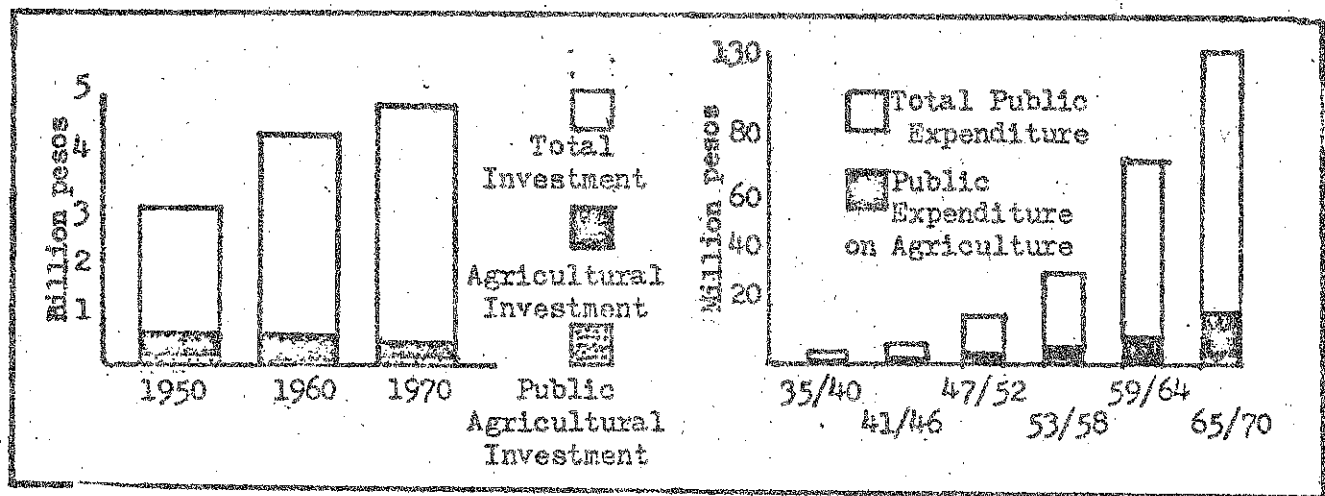 Billion pesos
5
4
3
2
1
1950 1960 1970
Total
Investment
Agricultural
Investment
Public
Agricultural
Investment
Million pesos
130
80
60
40
20
Total Public
Expenditure
Public
Expenditure
on Agriculture
35/40 47/52 59/64
41/46 53/58 65/70